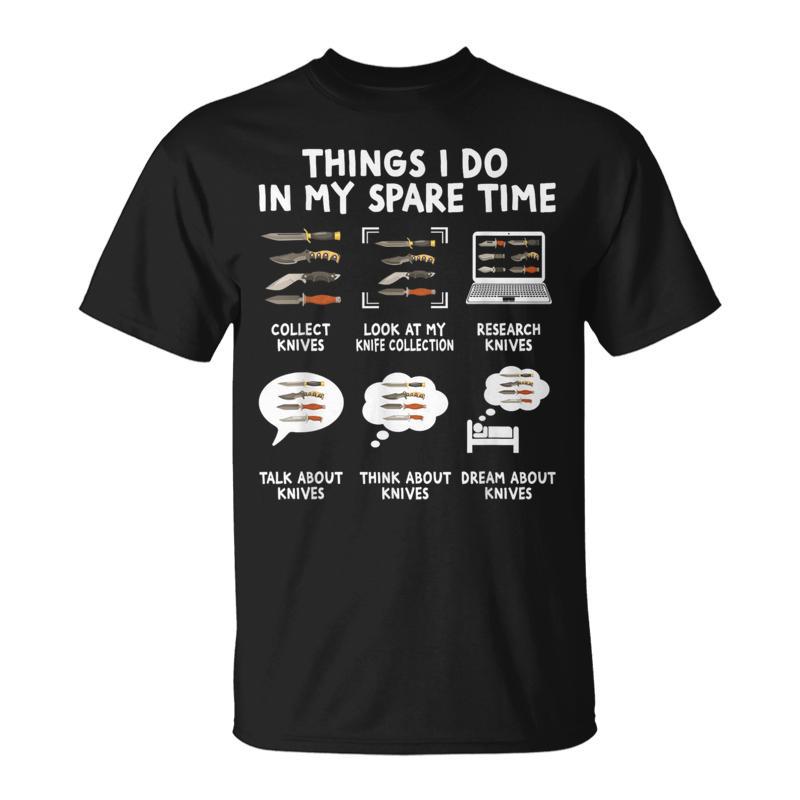 THINGS I DO
IN MY SPARE TIME
COLLECT
KNIVES
LOOK AT MY
KNIFE COLLECTION
RESEARCH
KNIVES
TALK ABOUT
KNIVES
THINK ABOUT
KNIVES
DREAM ABOUT
KNIVES